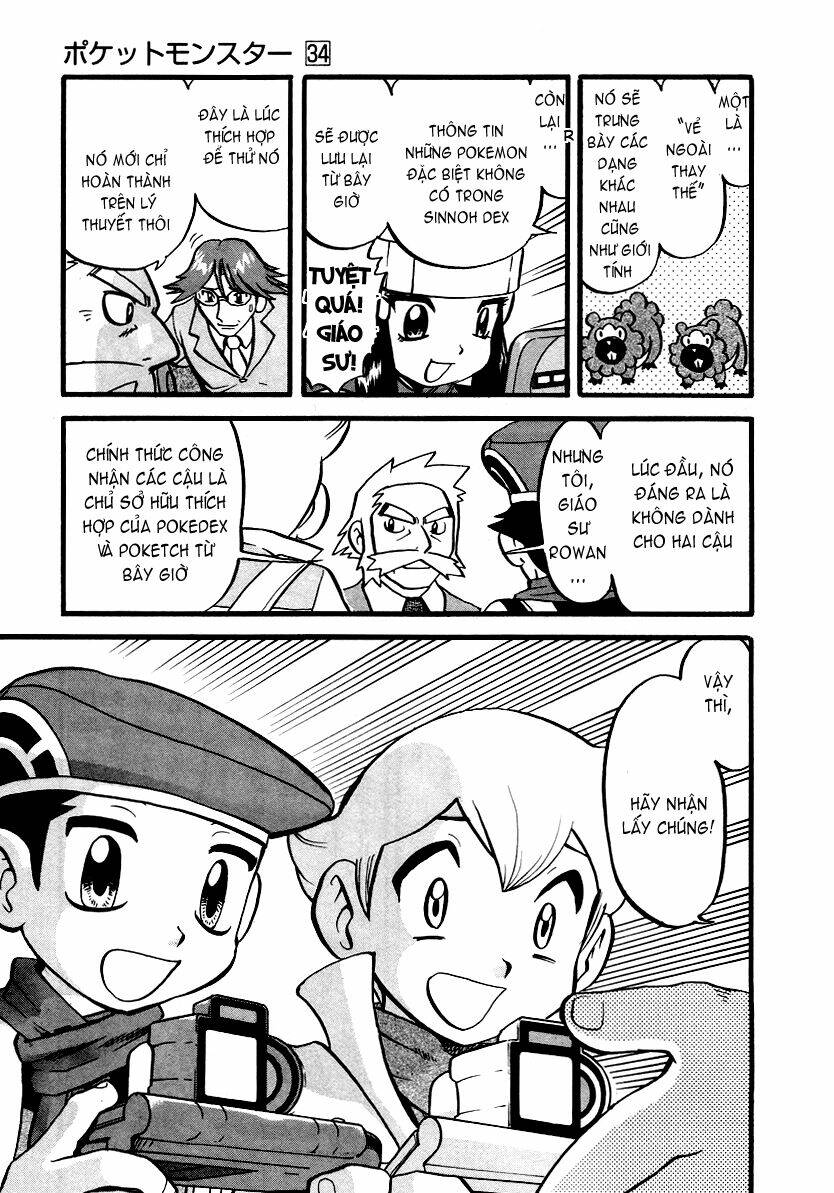 ポケットモンスター 34
MỘT
LÀ
...
"VẺ
NGOÀI
THAY
THẾ"
NÓ SẼ
TRƯNG
BÀY CÁC
DẠNG
KHÁC
NHAU
CŨNG
NHƯ GIỚI
TÍNH
CÒN
LẠI
...
R
THÔNG TIN
NHỮNG POKEMON
ĐẶC BIỆT KHÔNG
CÓ TRONG
SINNOH DEX
SẼ ĐƯỢC
LƯU LẠI
TỪ BÂY
GIỜ
TUYỆT
QUÁ!
GIÁO
SƯ!
ĐÂY LÀ LÚC
THÍCH HỢP
ĐỂ THỬ NÓ
NÓ MỚI CHỈ
HOÀN THÀNH
TRÊN LÝ
THUYẾT THÔI
LÚC ĐẦU, NÓ
ĐÁNG RA LÀ
KHÔNG DÀNH
CHO HAI CẬU
NHƯNG
TÔI,
GIÁO
SƯ
ROWAN
...
CHÍNH THỨC CÔNG
NHẬN CÁC CẬU LÀ
CHỦ SỞ HỮU THÍCH
HỢP CỦA POKEDEX
VÀ POKETCH TỪ
BÂY GIỜ
VẬY
THÌ,
HÃY NHẬN
LẤY CHÚNG!